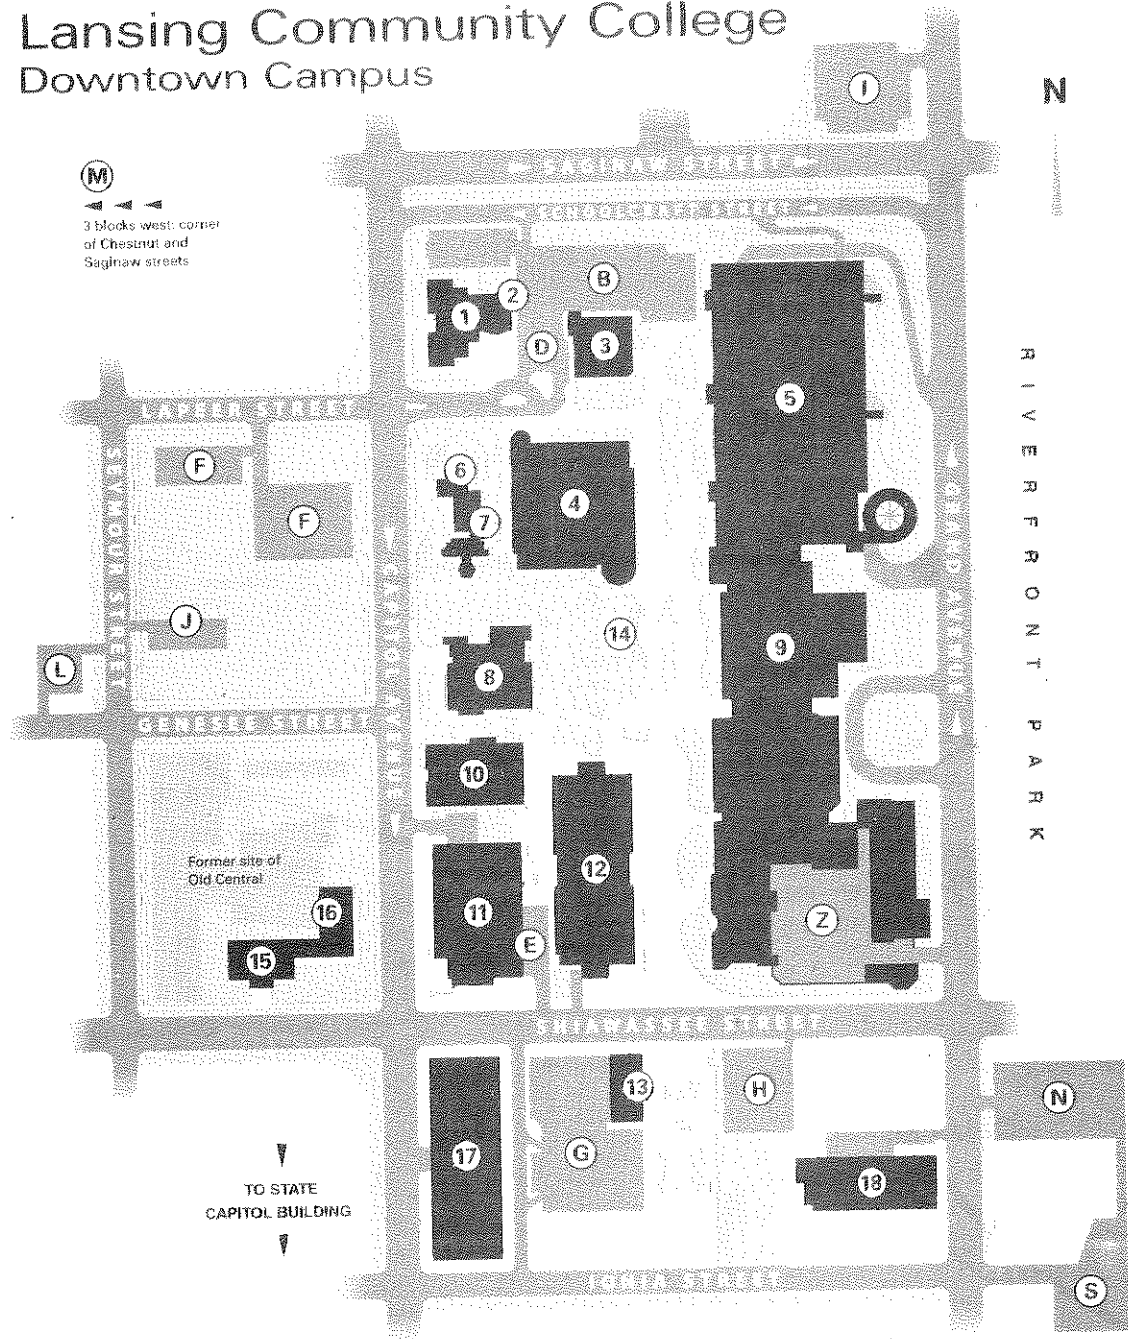 Lansing Community College
Downtown Campus
I
N
SAGINAW STREET
M
3 blocks west: corner
of Chestnut and
Saginaw streets
SCHOOLCRAFT STREET
B
2
1
D
3
5
RIVERFRONT PARK
LAPEER STREET
F
6
4
F
7
SEYMOUR STREET
CAPITOL AVENUE
GRAND AVENUE
J
14
9
L
8
GENESEE STREET
10
Former site of
Old Central
12
16
11
Z
E
15
SHIAWASSEE STREET
13
H
N
17
G
18
TO STATE
CAPITOL BUILDING
IONIA STREET
S